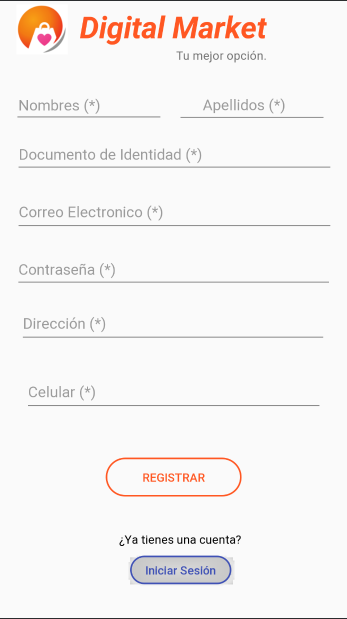 Digital Market
Tu mejor opción.
Nombres (*) Apellidos (*)
Documento de Identidad (*)
Correo Electronico (*)
Contraseña (*)
Dirección (*)
Celular (*)
REGISTRAR
¿Ya tienes una cuenta?
Iniciar Sesión